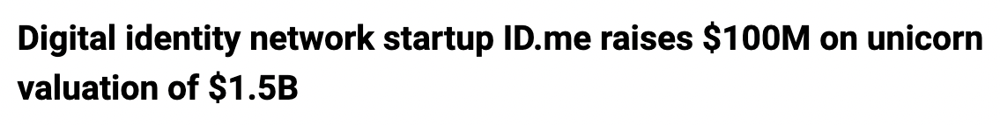 Digital identity network startup ID.me raises $100M on unicorn
valuation of $1.5B